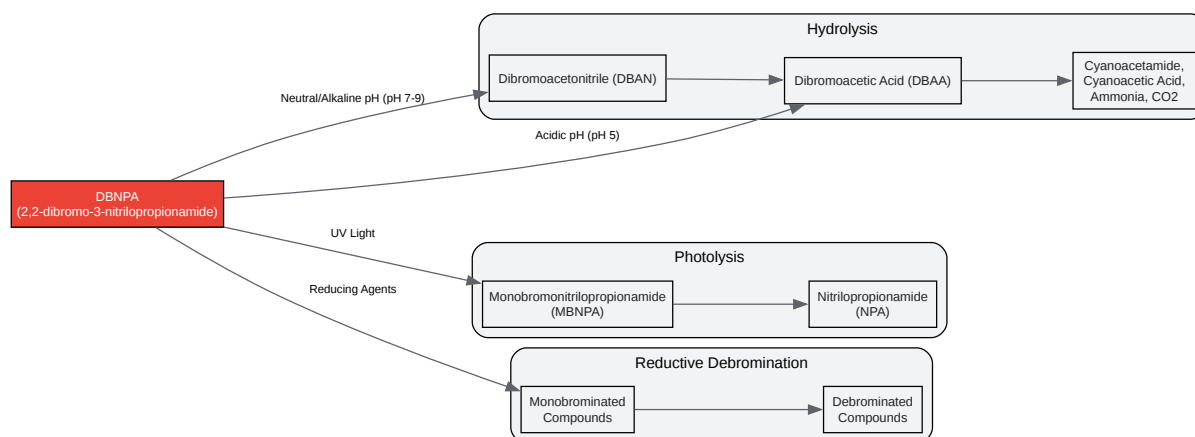 Hydrolysis
Dibromoacetonitrile (DBAN)
Dibromoacetic Acid (DBAA)
Cyanoacetamide,
Cyanoacetic Acid,
Ammonia, CO2
Neutral/Alkaline pH (pH 7-9)
Acidic pH (pH 5)
DBNPA
(2,2-dibromo-3-nitrilopropionamide)
UV Light
Reducing Agents
Photolysis
Monobromonitrilopropionamide
(MBNPA)
Nitrilopropionamide
(NPA)
Reductive Debromination
Monobrominated
Compounds
Debrominated
Compounds